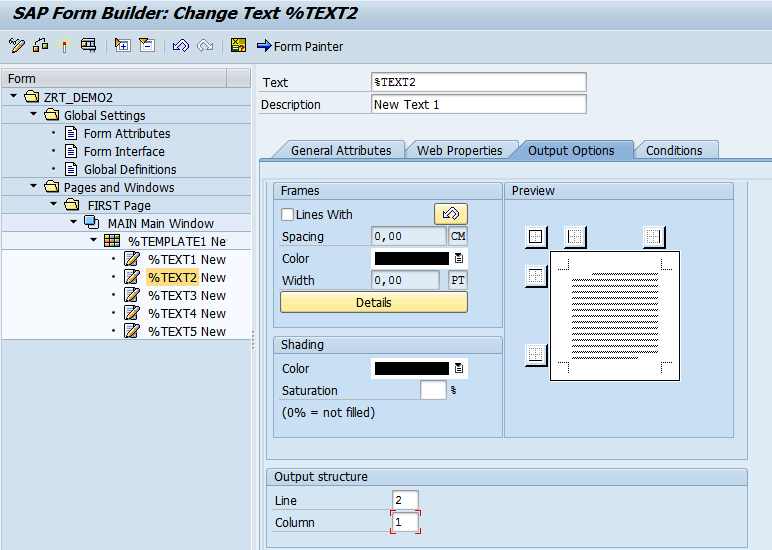 SAP Form Builder: Change Text %TEXT2
Form Painter
Form
ZRT_DEMO2
Global Settings
Form Attributes
Form Interface
Global Definitions
Pages and Windows
FIRST Page
MAIN Main Window
%TEMPLATE1 Ne
%TEXT1 New
%TEXT2 New
%TEXT3 New
%TEXT4 New
%TEXT5 New
Text %TEXT2
Description New Text 1
General Attributes Web Properties Output Options Conditions
Frames
Lines With
Spacing 0,00 CM
Color
Width 0,00 PT
Details
Shading
Color
Saturation %
(0% = not filled)
Preview
Output structure
Line 2
Column 1